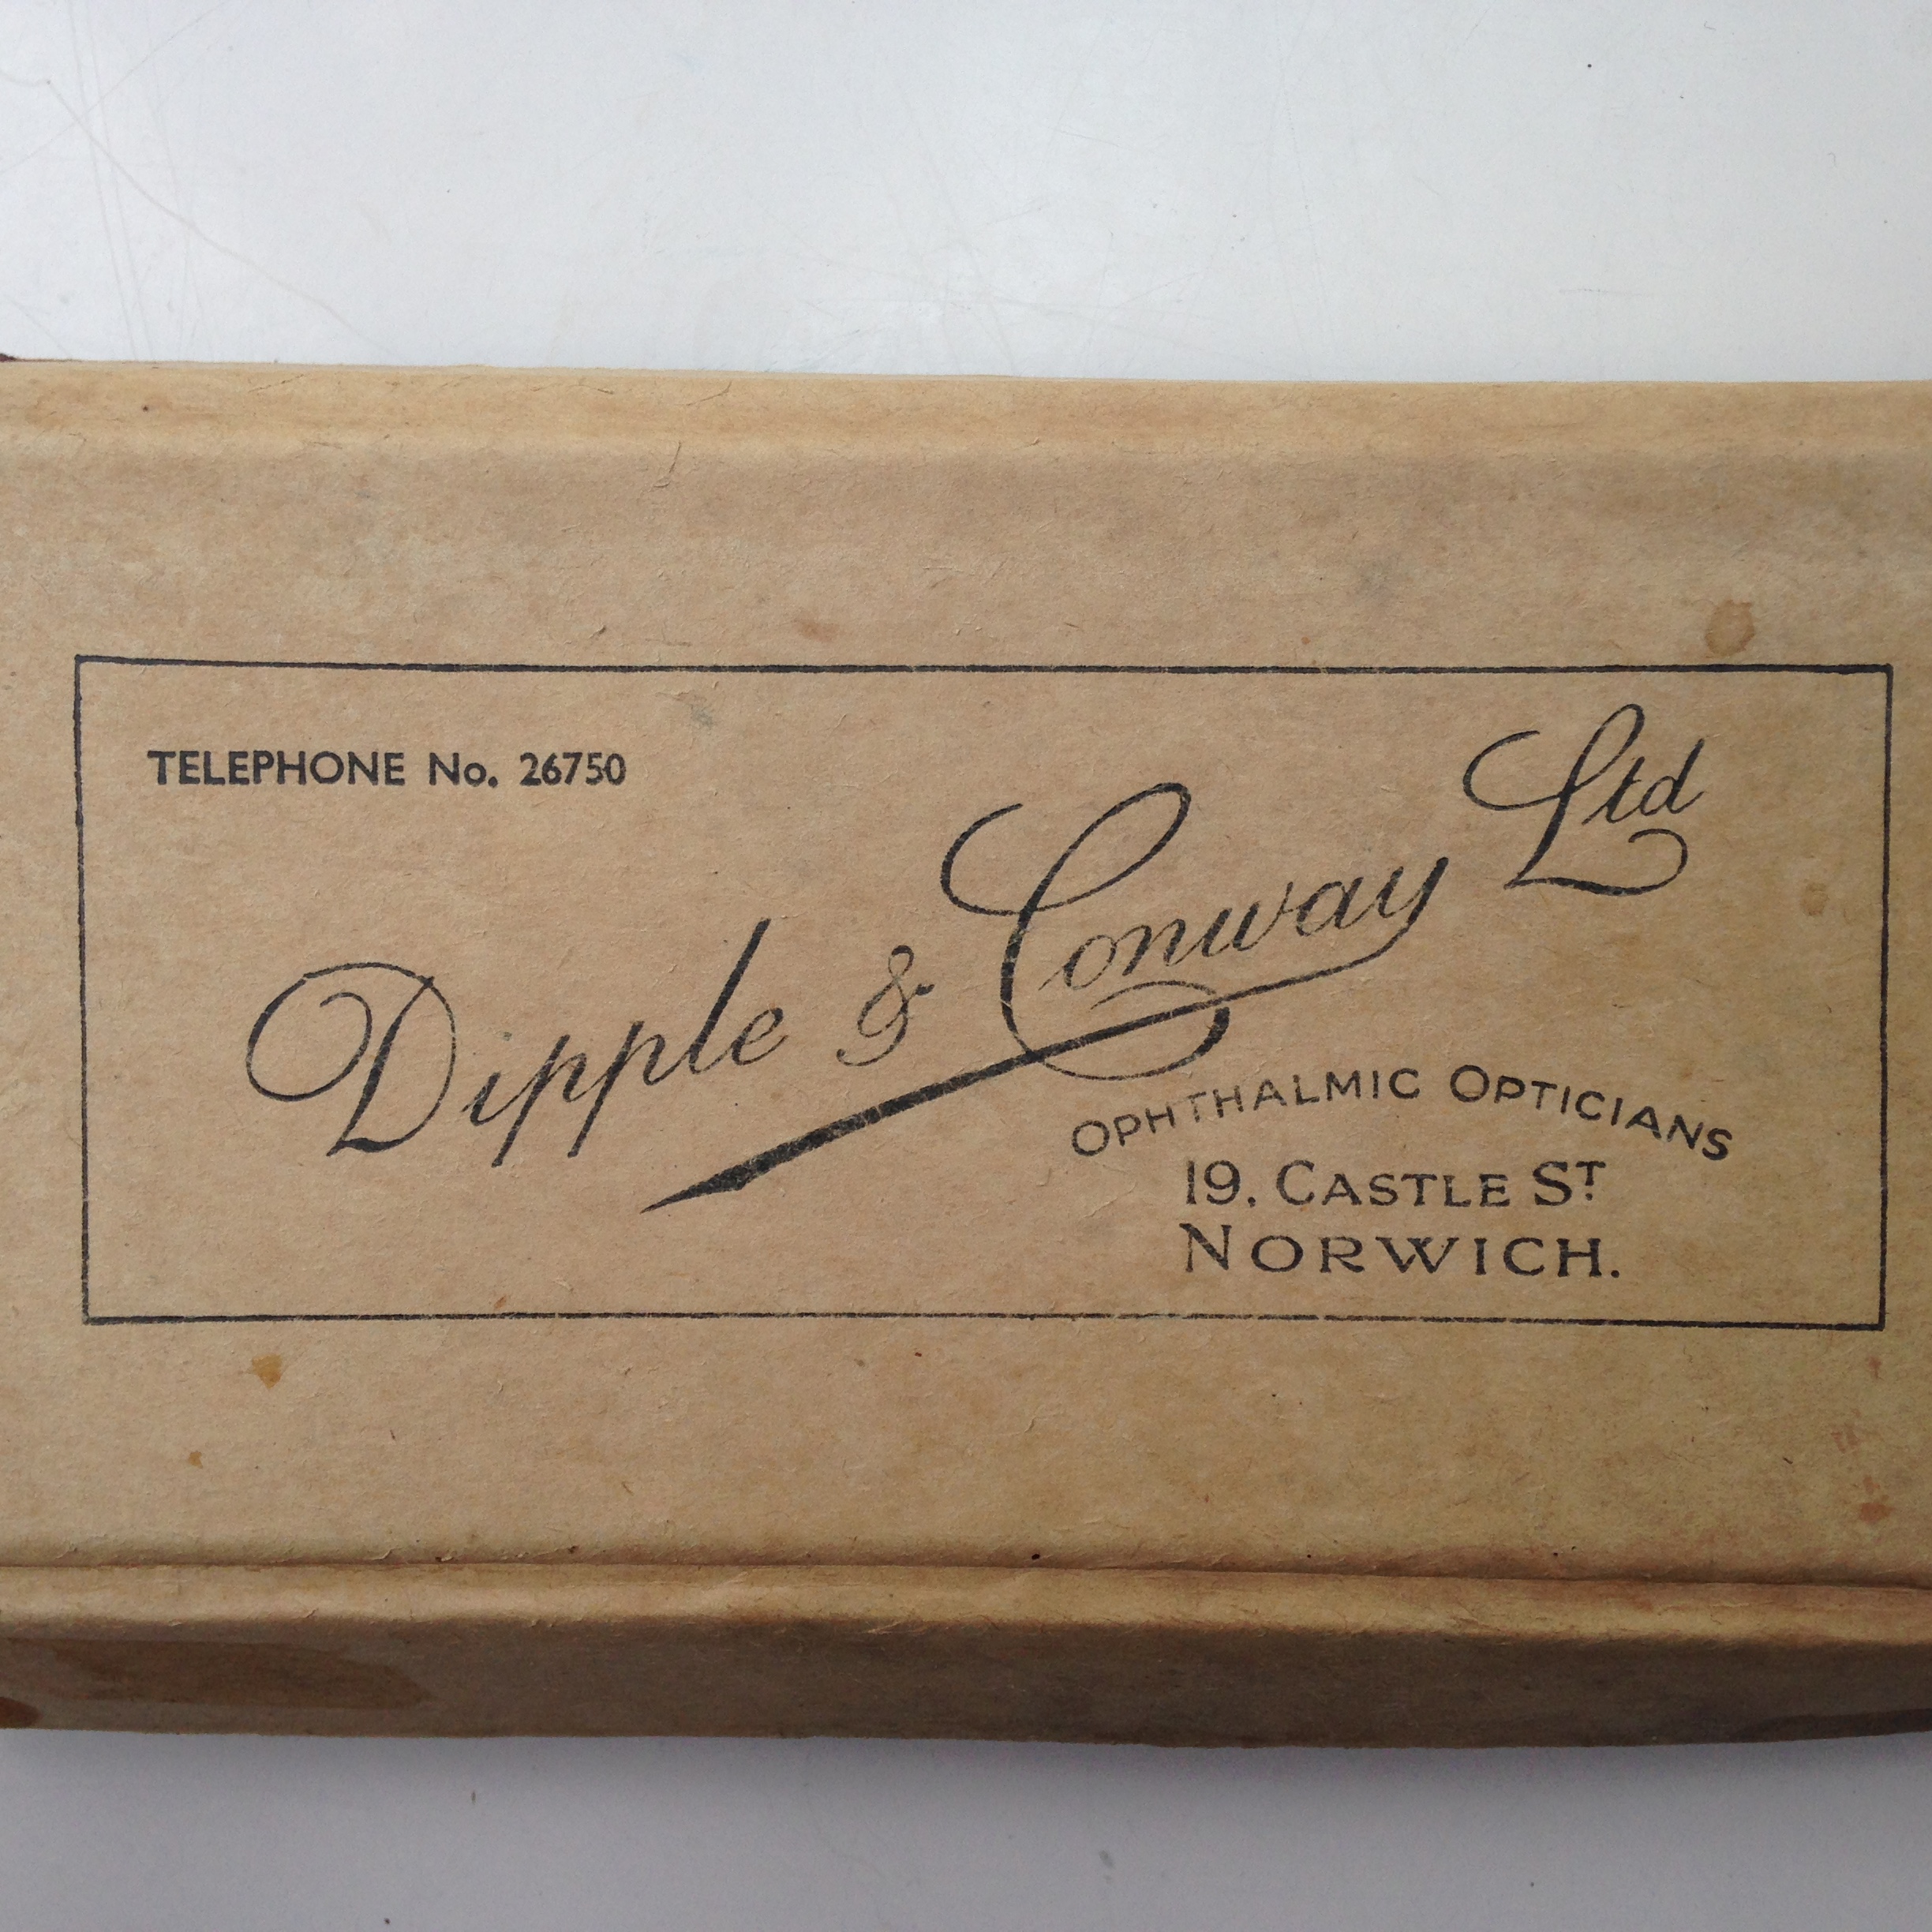 TELEPHONE No. 26750
Dipple & Conway Ltd
OPHTHALMIC OPTICIANS
19, CASTLE ST
NORWICH.